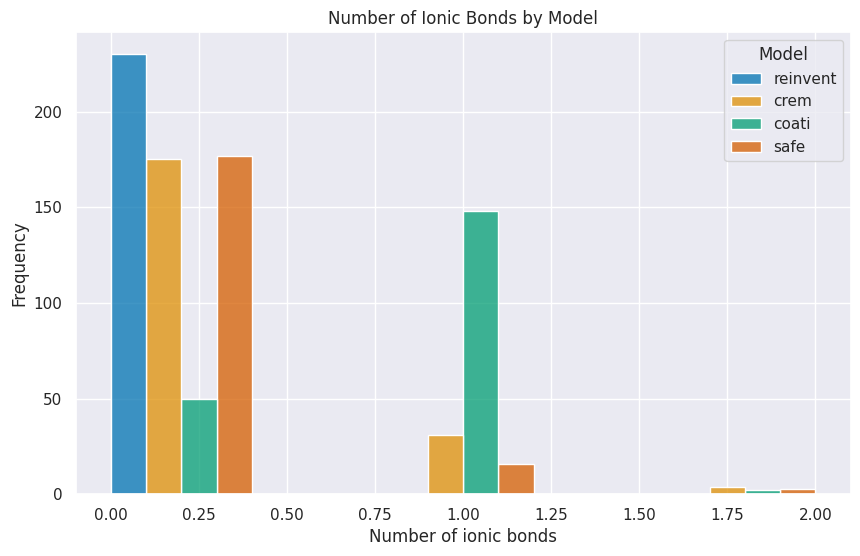 Number of Ionic Bonds by Model
Model
reinvent
crem
coati
safe
Frequency
200
150
100
50
0
0.00 0.25 0.50 0.75 1.00 1.25 1.50 1.75 2.00
Number of ionic bonds